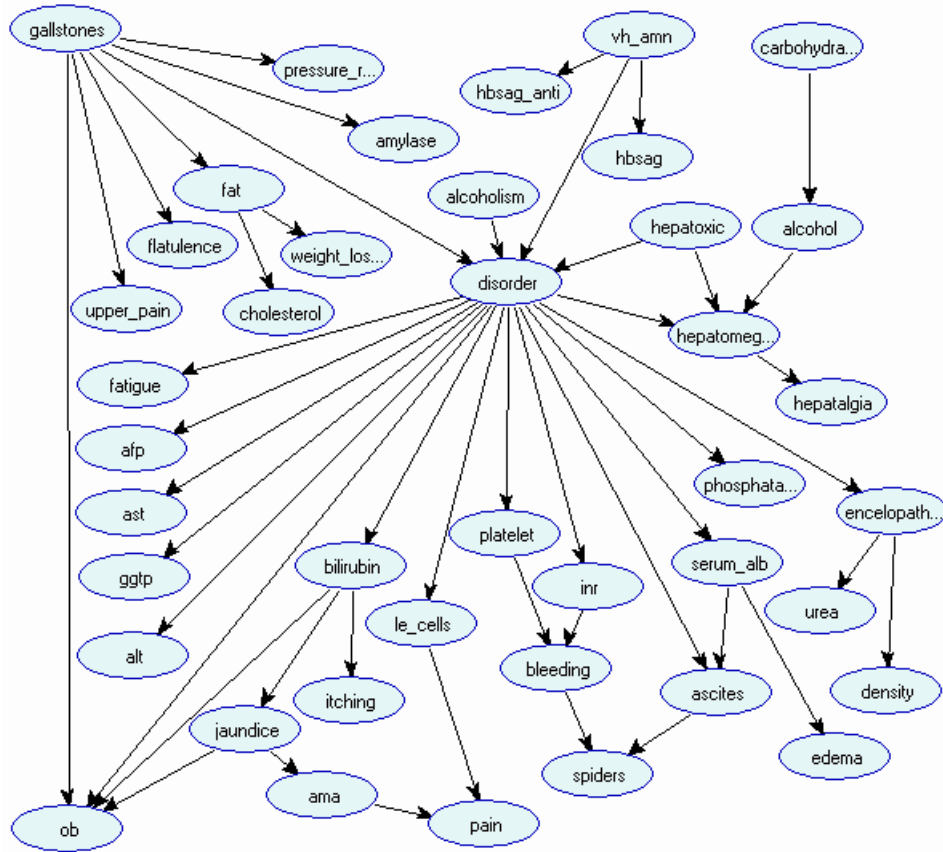 gallstones
vh_amn
carbohydra...
pressure_r...
hbsag_anti
amylase
hbsag
fat
alcoholism
hepatoxic
alcohol
flatulence
weight_los...
disorder
upper_pain
cholesterol
hepatomeg...
fatigue
hepatalgia
afp
phosphata...
ast
encelopath...
platelet
ggtp
bilirubin
inr
serum_alb
urea
le_cells
alt
bleeding
itching
ascites
density
jaundice
edema
spiders
ama
ob
pain